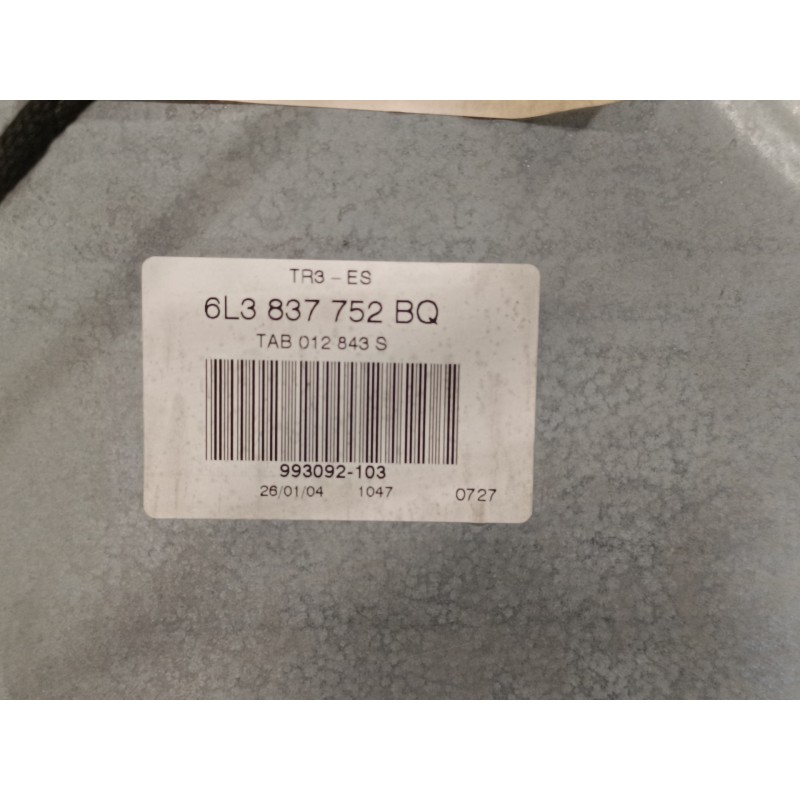 TR3 - ES
6L3 837 752 BQ
TAB 012 843 S
993092-103
26/01/04 1047 0727